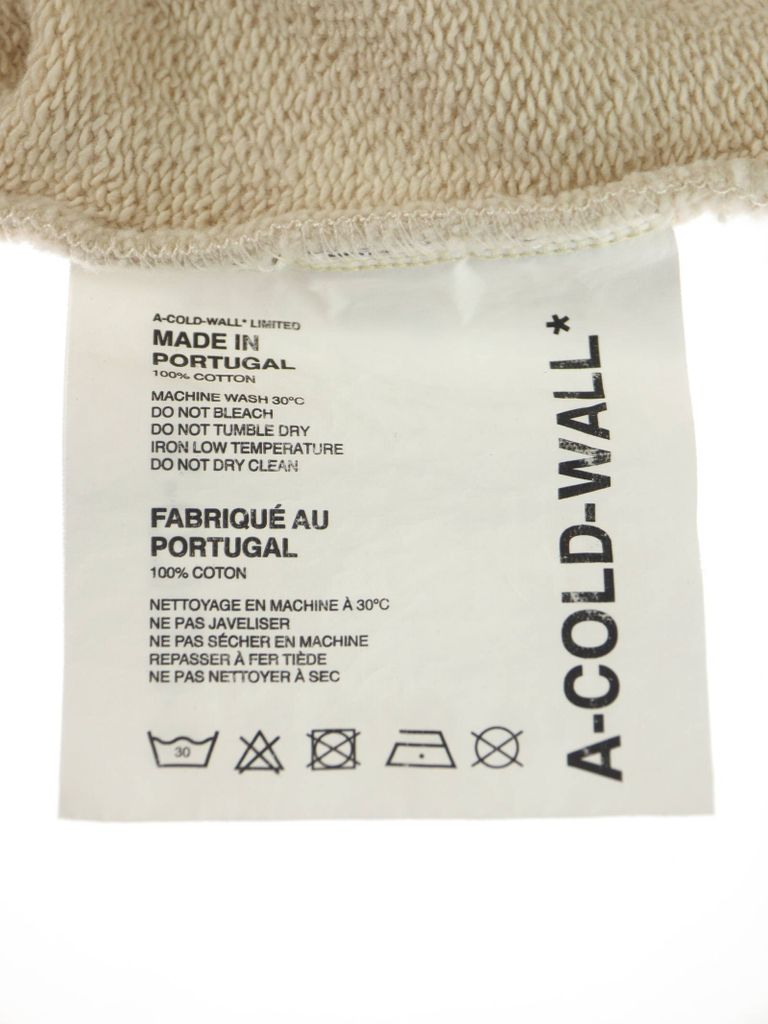 A-COLD-WALL* LIMITED
MADE IN
PORTUGAL
100% COTTON
MACHINE WASH 30ºC
DO NOT BLEACH
DO NOT TUMBLE DRY
IRON LOW TEMPERATURE
DO NOT DRY CLEAN
FABRIQUÉ AU
PORTUGAL
100% COTON
NETTOYAGE EN MACHINE À 30ºC
NE PAS JAVELISER
NE PAS SÉCHER EN MACHINE
REPASSER À FER TIÈDE
NE PAS NETTOYER À SEC
30
A-COLD-WALL*